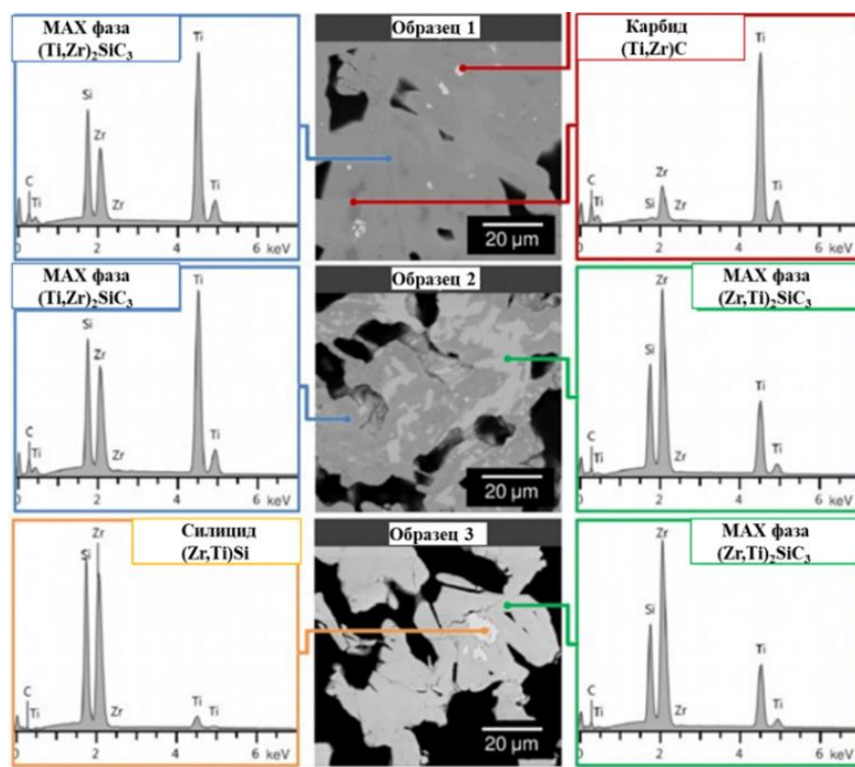 МАХ фаза
(Ti,Zr)₂SiC₃
Si
Zr
Ti
C
Ti
Zr
Ti
0 2 4 6 keV
Образец 1
20 µm
Карбид
(Ti,Zr)C
Ti
Zr
C
Si
Ti
Zr
Ti
0 2 4 6 keV
МАХ фаза
(Ti,Zr)₂SiC₃
Ti
Si
Zr
C
Ti
Zr
Ti
0 2 4 6 keV
Образец 2
20 µm
МАХ фаза
(Zr,Ti)₂SiC₃
Zr
Si
Ti
C
Ti
Zr
Ti
0 2 4 6 keV
Силицид
(Zr,Ti)Si
Zr
Si
C
Ti
Zr
Ti
Ti
0 2 4 6 keV
Образец 3
20 µm
МАХ фаза
(Zr,Ti)₂SiC₃
Zr
Si
Ti
C
Ti
Zr
Ti
0 2 4 6 keV